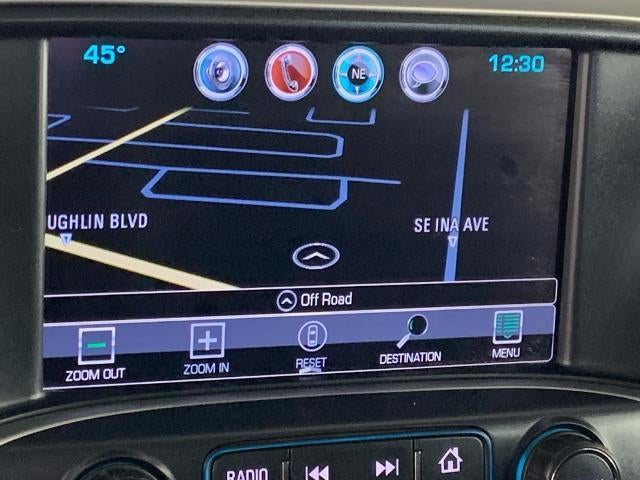 45°
NE
12:30
UGHLIN BLVD
SE INA AVE
Off Road
ZOOM OUT
ZOOM IN
RESET
DESTINATION
MENU
RADIO